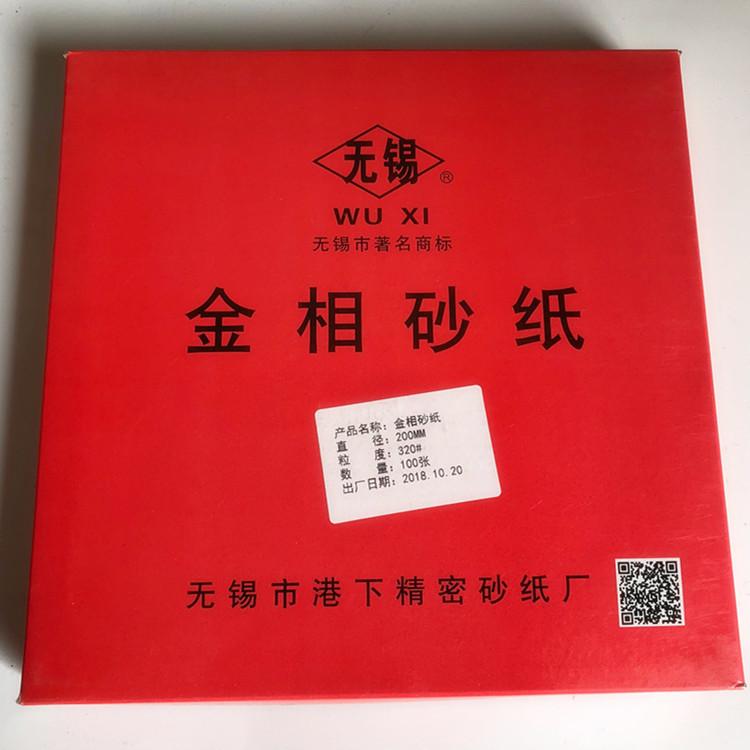 无锡®
WU XI
无锡市著名商标
金相砂纸
产品名称：金相砂纸
直 径：200MM
粒 度：320#
数 量：100张
出厂日期：2018.10.20
无锡市港下精密砂纸厂